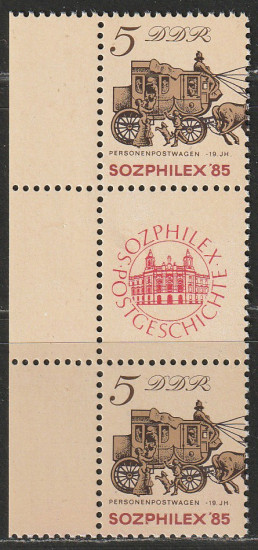 5 DDR
PERSONENPOSTWAGEN -19. JH.
SOZPHILEX '85
SOZPHILEX-POSTGESCHICHTE
5 DDR
PERSONENPOSTWAGEN -19. JH.
SOZPHILEX '85